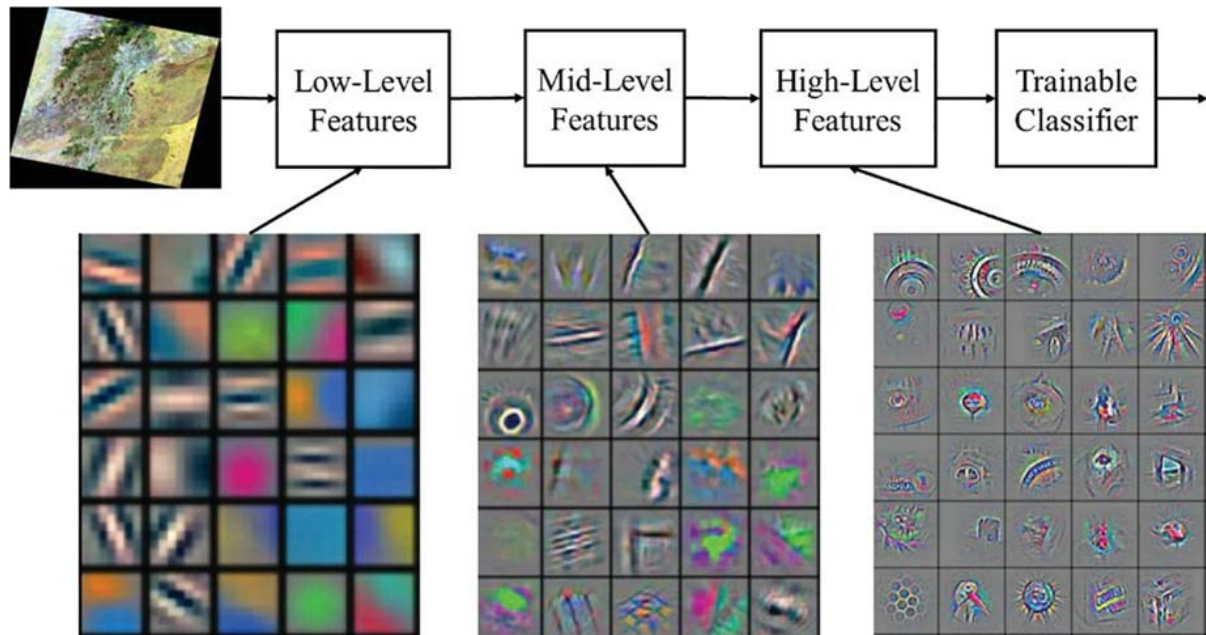 Low-Level
Features
Mid-Level
Features
High-Level
Features
Trainable
Classifier